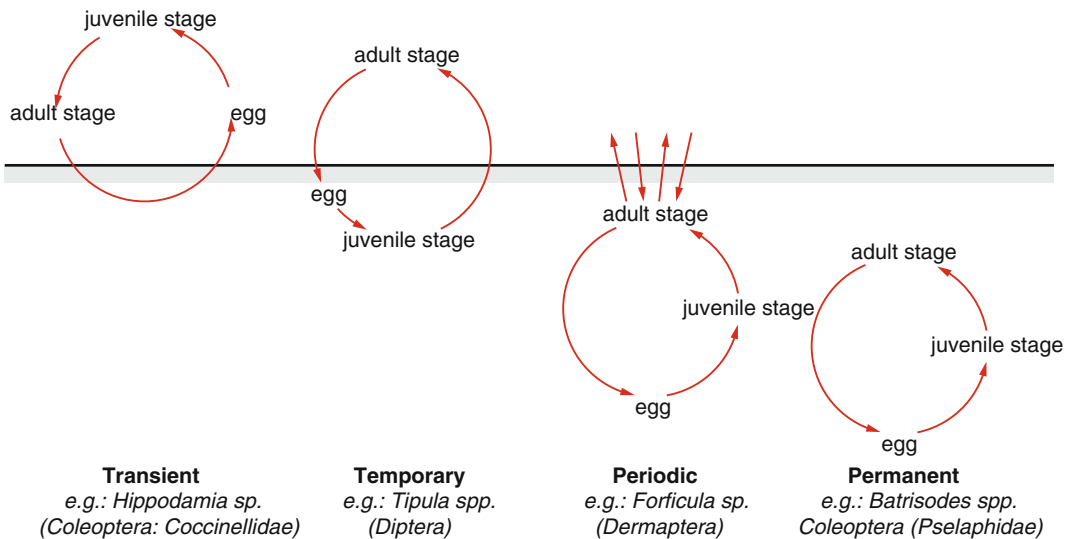 juvenile stage
adult stage
egg
adult stage
egg
juvenile stage
adult stage
juvenile stage
egg
adult stage
juvenile stage
egg
Transient
e.g.: Hippodamia sp.
(Coleoptera: Coccinellidae)
Temporary
e.g.: Tipula spp.
(Diptera)
Periodic
e.g.: Forficula sp.
(Dermaptera)
Permanent
e.g.: Batrisodes spp.
Coleoptera (Pselaphidae)